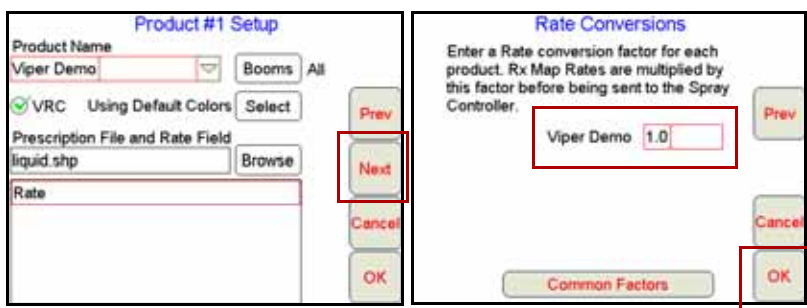 Product #1 Setup
Product Name
Viper Demo
Booms
All
VRC
Using Default Colors
Select
Prescription File and Rate Field
liquid.shp
Browse
Rate
Prev
Next
Cancel
OK
Rate Conversions
Enter a Rate conversion factor for each
product. Rx Map Rates are multiplied by
this factor before being sent to the Spray
Controller.
Viper Demo
1.0
Prev
Cancel
OK
Common Factors